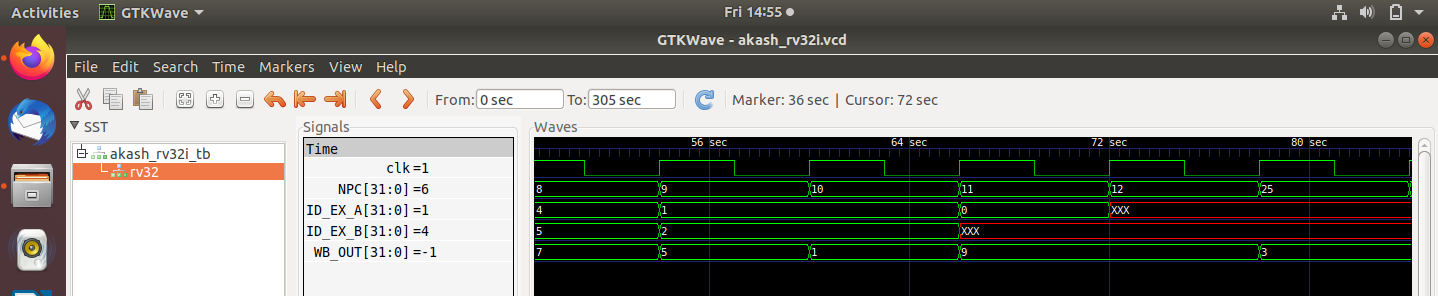 Activities GTKWave Fri 14:55
GTKWave - akash_rv32i.vcd
File Edit Search Time Markers View Help
From: 0 sec To: 305 sec Marker: 36 sec | Cursor: 72 sec
SST Signals Waves
akash_rv32i_tb
rv32
Time 56 sec 64 sec 72 sec 80 sec
clk =1
NPC[31:0] =6 8 9 10 11 12 25
ID_EX_A[31:0] =1 4 1 0 XXX
ID_EX_B[31:0] =4 5 2 XXX
WB_OUT[31:0] =-1 7 5 1 9 3